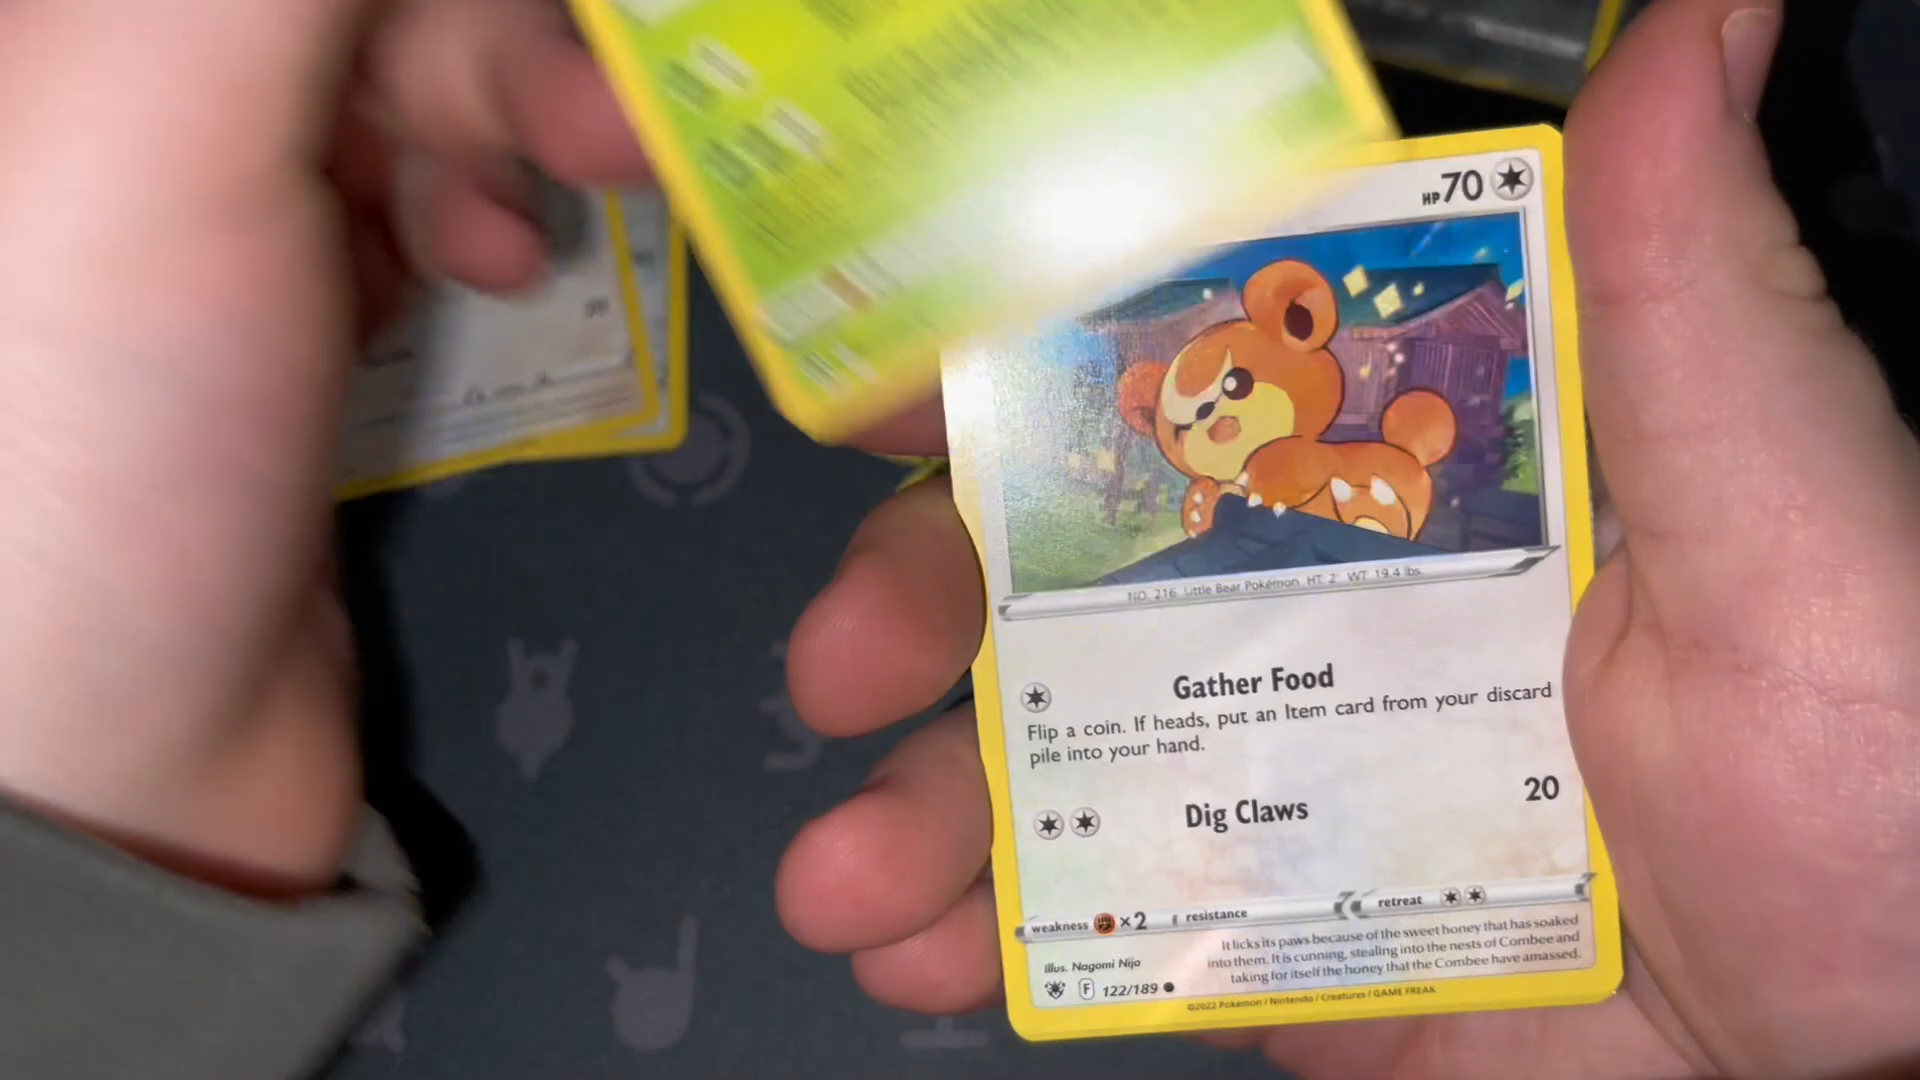 HP 70
NO. 216 Little Bear Pokémon HT 2' WT 19.4 lbs.
Gather Food
Flip a coin. If heads, put an Item card from your discard
pile into your hand.
Dig Claws 20
weakness ×2 resistance retreat
It licks its paws because of the sweet honey that has soaked
into them. It is cunning, stealing into the nests of Combee and
taking for itself the honey that the Combee have amassed.
Illus. Nagomi Nijo
F 122/189
©2022 Pokémon / Nintendo / Creatures / GAME FREAK